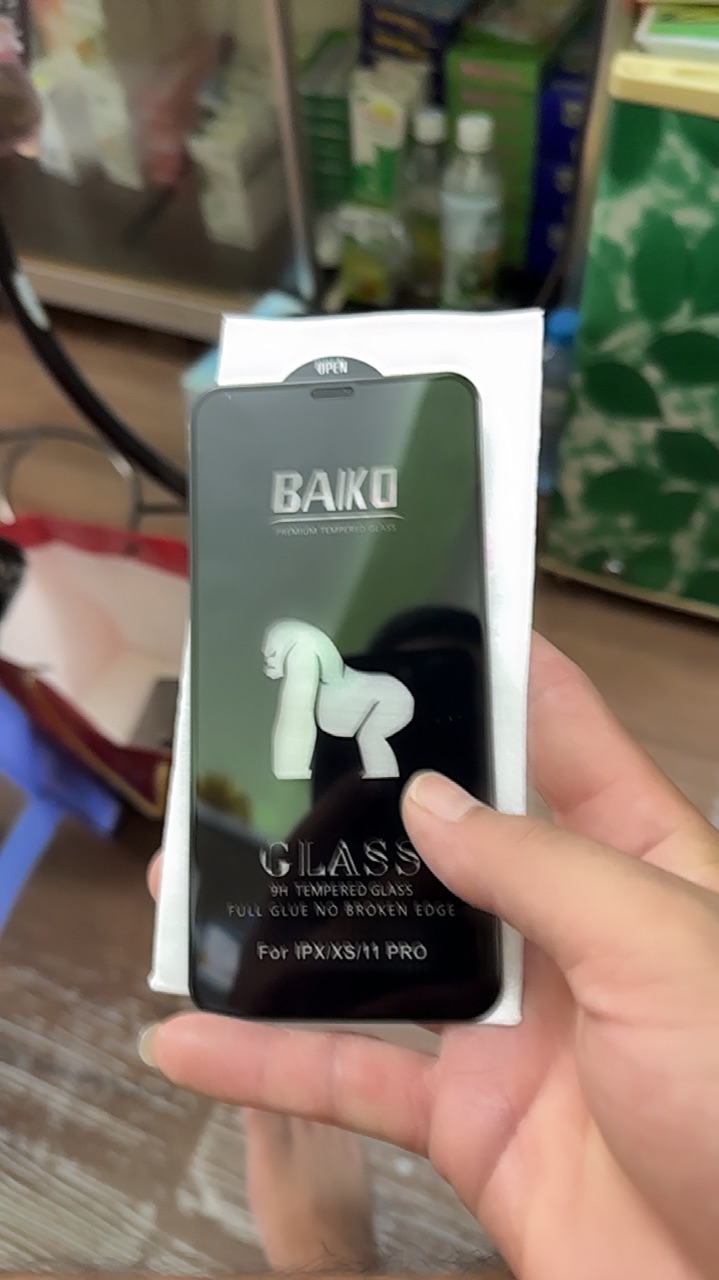 OPEN
BAIKO
PREMIUM TEMPERED GLASS
GLASS
9H TEMPERED GLASS
FULL GLUE NO BROKEN EDGE
For IPX/XS/11 PRO